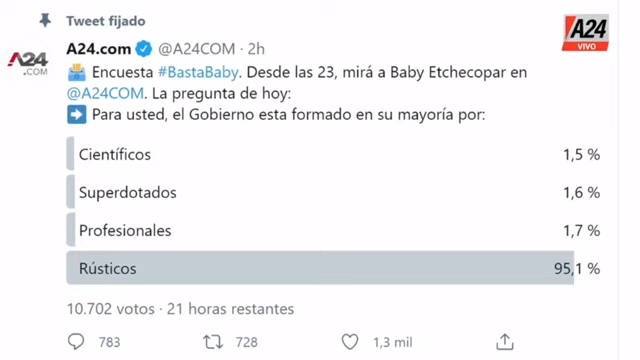 Tweet fijado
A24.com @A24COM · 2h
Encuesta #BastaBaby. Desde las 23, mirá a Baby Etchecopar en
@A24COM. La pregunta de hoy:
Para usted, el Gobierno esta formado en su mayoría por:
Científicos 1,5 %
Superdotados 1,6 %
Profesionales 1,7 %
Rústicos 95,1 %
10.702 votos · 21 horas restantes
783 728 1,3 mil
A24
.COM
A24
VIVO